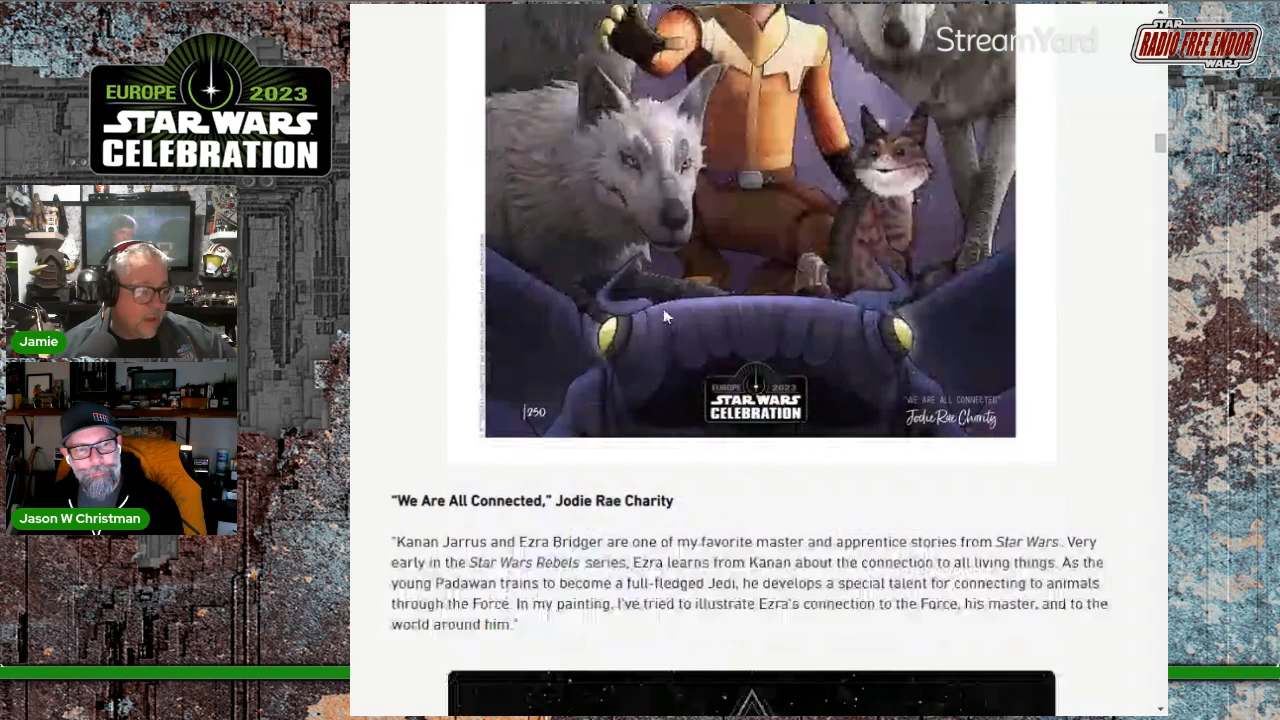 StreamYard
STAR
RADIO FREE ENDOR
WARS
EUROPE 2023
STAR WARS
CELEBRATION
Jamie
Jason W Christman
EUROPE 2023
STAR WARS
CELEBRATION
/250
"WE ARE ALL CONNECTED"
Jodie Rae Charity
“We Are All Connected,” Jodie Rae Charity
“Kanan Jarrus and Ezra Bridger are one of my favorite master and apprentice stories from Star Wars. Very
early in the Star Wars Rebels series, Ezra learns from Kanan about the connection to all living things. As the
young Padawan trains to become a full-fledged Jedi, he develops a special talent for connecting to animals
through the Force. In my painting, I’ve tried to illustrate Ezra’s connection to the Force, his master, and to the
world around him.”